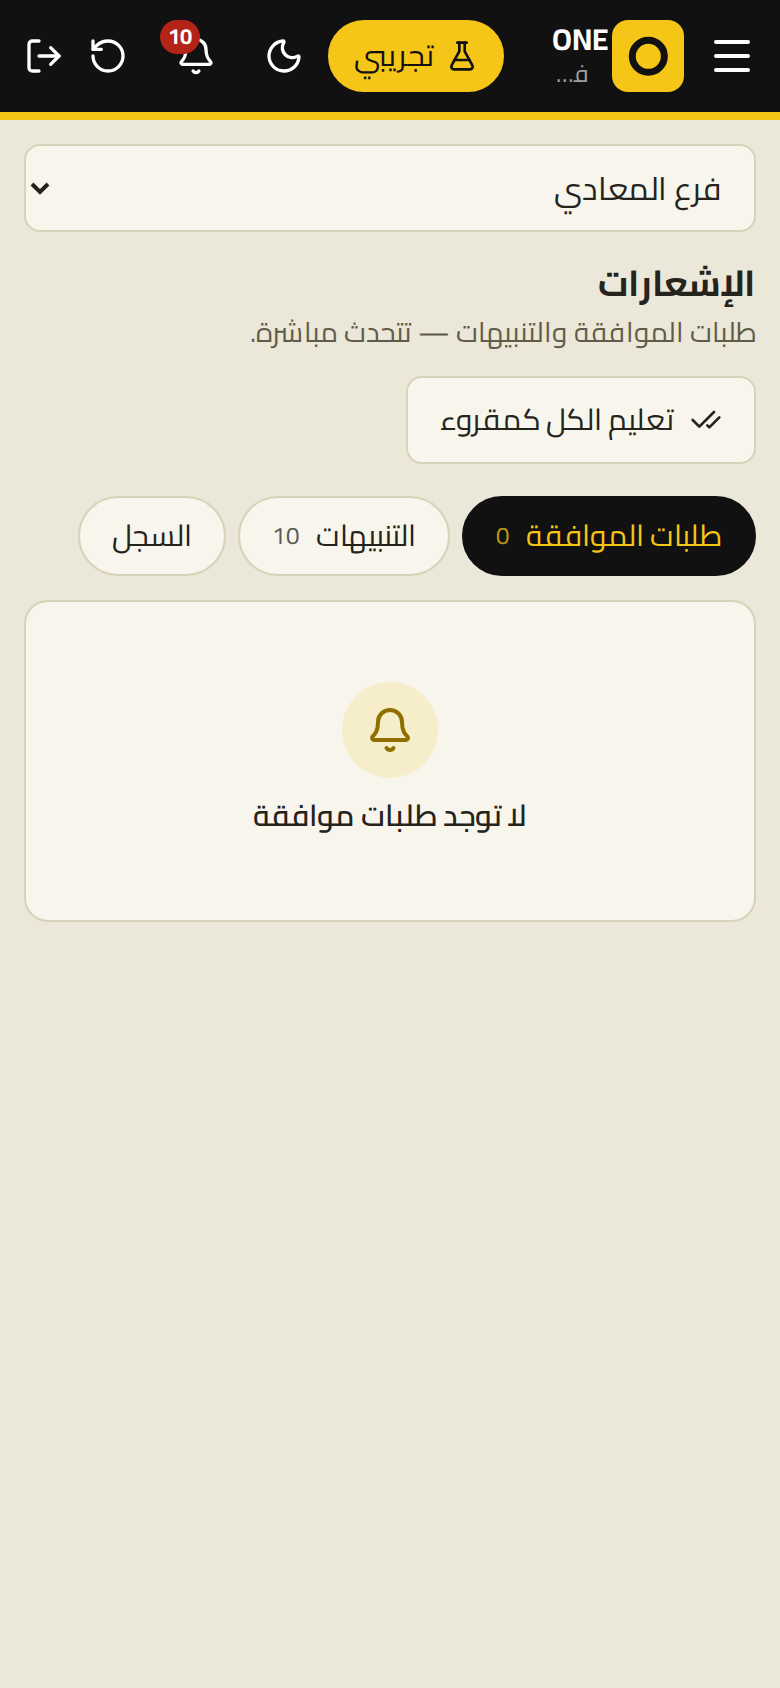 ONE
ف...
تجريبي
10
فرع المعادي
الإشعارات
طلبات الموافقة والتنبيهات — تتحدث مباشرة.
تعليم الكل كمقروء
طلبات الموافقة 0
التنبيهات 10
السجل
لا توجد طلبات موافقة